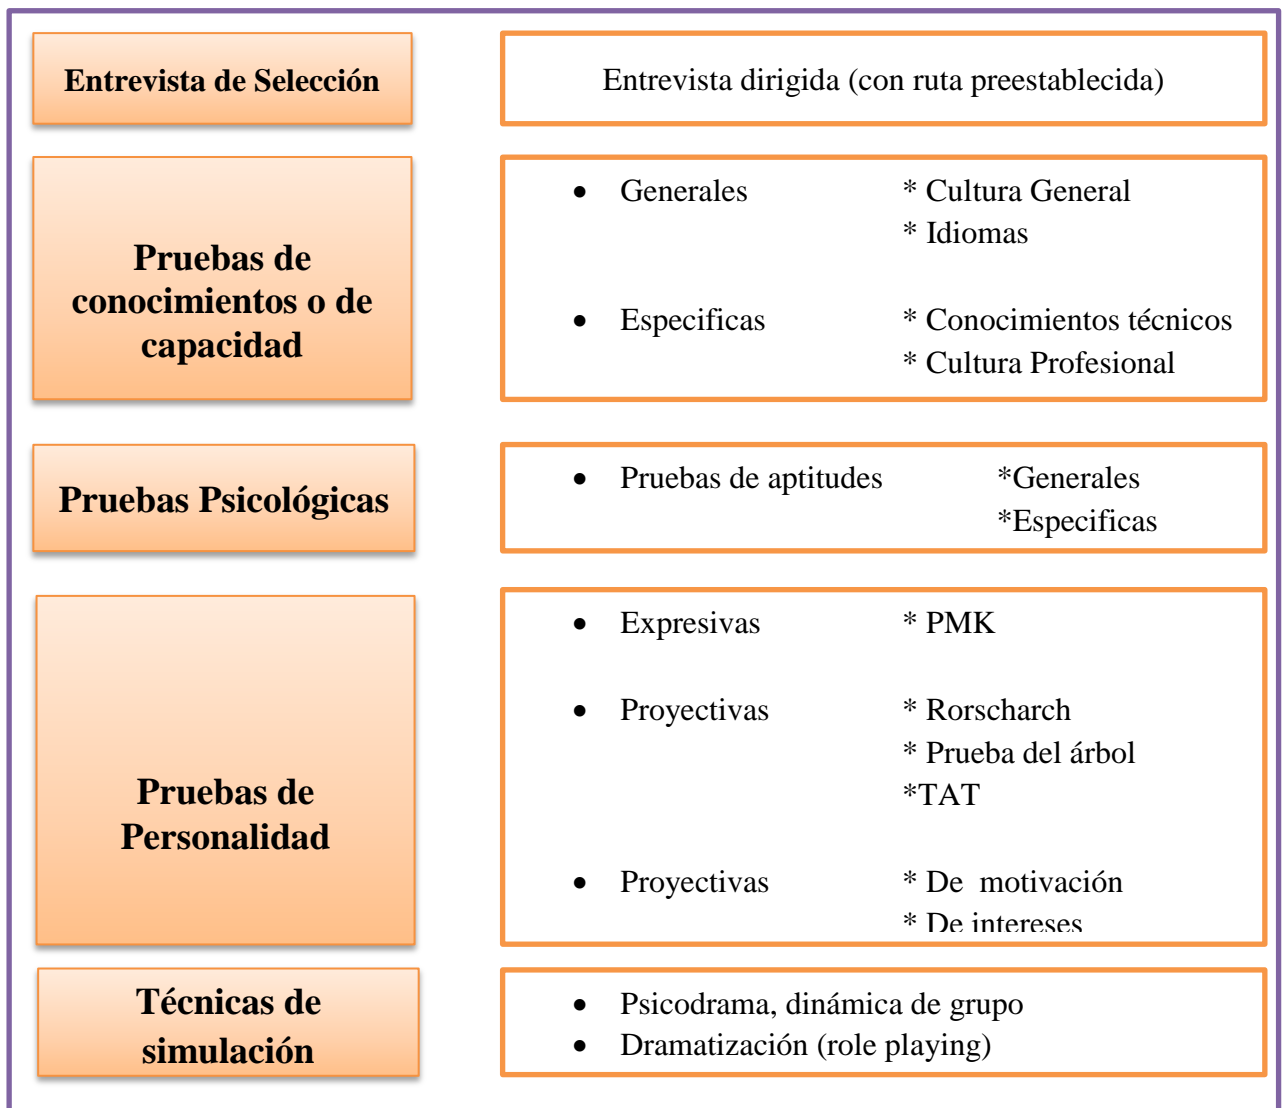 Entrevista de Selección
Entrevista dirigida (con ruta preestablecida)
Pruebas de
conocimientos o de
capacidad
• Generales * Cultura General
* Idiomas
• Especificas * Conocimientos técnicos
* Cultura Profesional
Pruebas Psicológicas
• Pruebas de aptitudes *Generales
*Especificas
Pruebas de
Personalidad
• Expresivas * PMK
• Proyectivas * Rorscharch
* Prueba del árbol
*TAT
• Proyectivas * De motivación
* De intereses
Técnicas de
simulación
• Psicodrama, dinámica de grupo
• Dramatización (role playing)